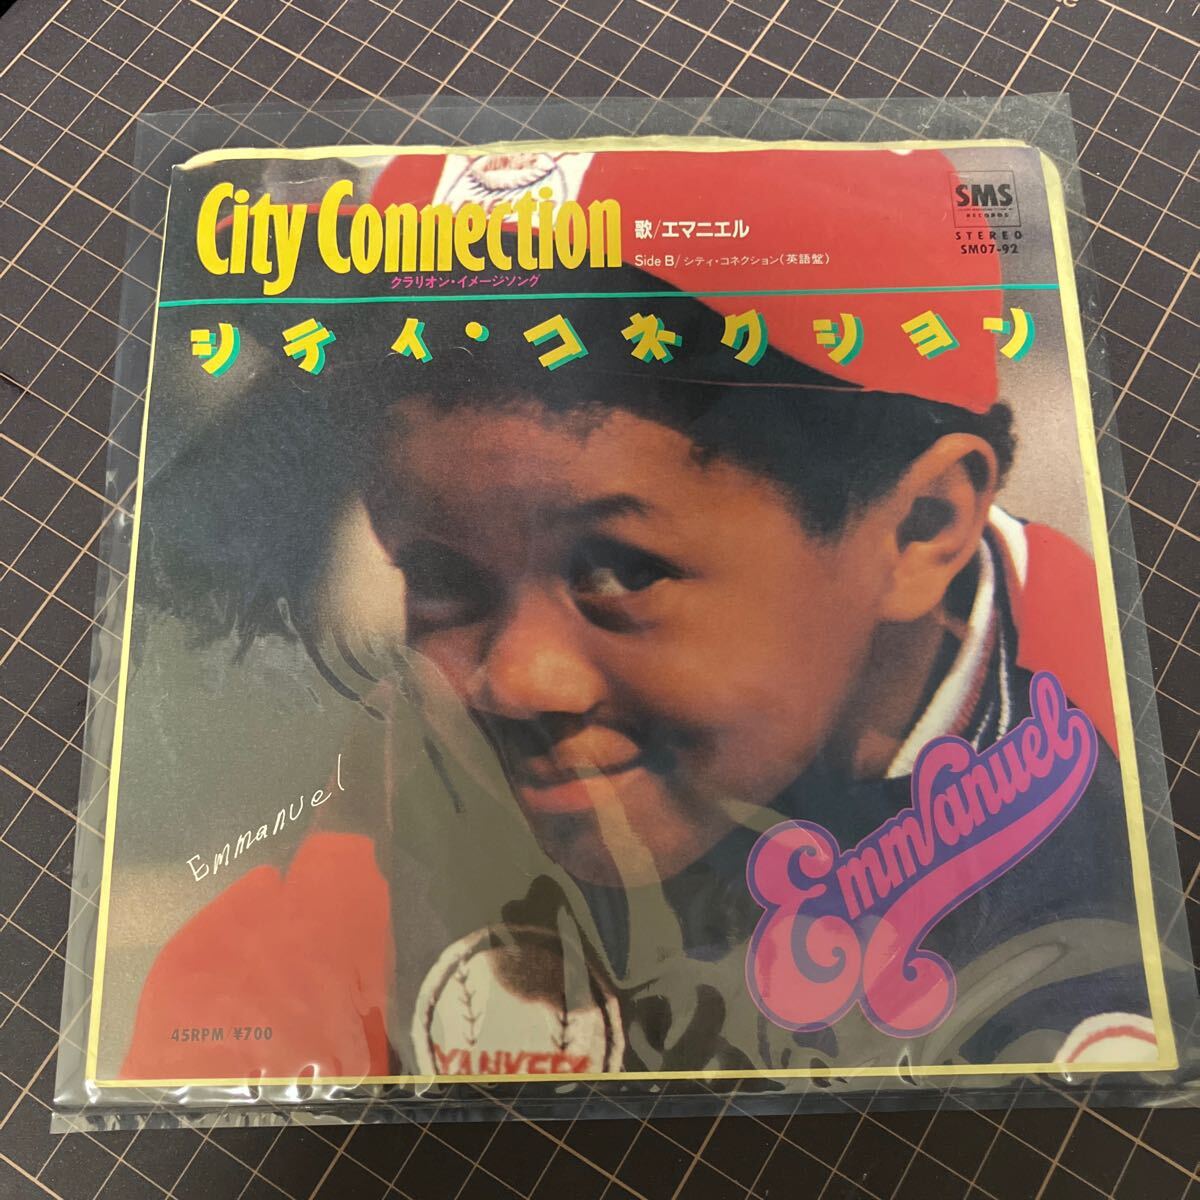 City Connection
クラリオン・イメージソング
歌/エマニエル
Side B/シティ・コネクション(英語盤)
SMS
RECORDS
STEREO
SM07-92
シティ・コネクション
Emmanuel
Emmanuel
YANKEES
45RPM/¥700